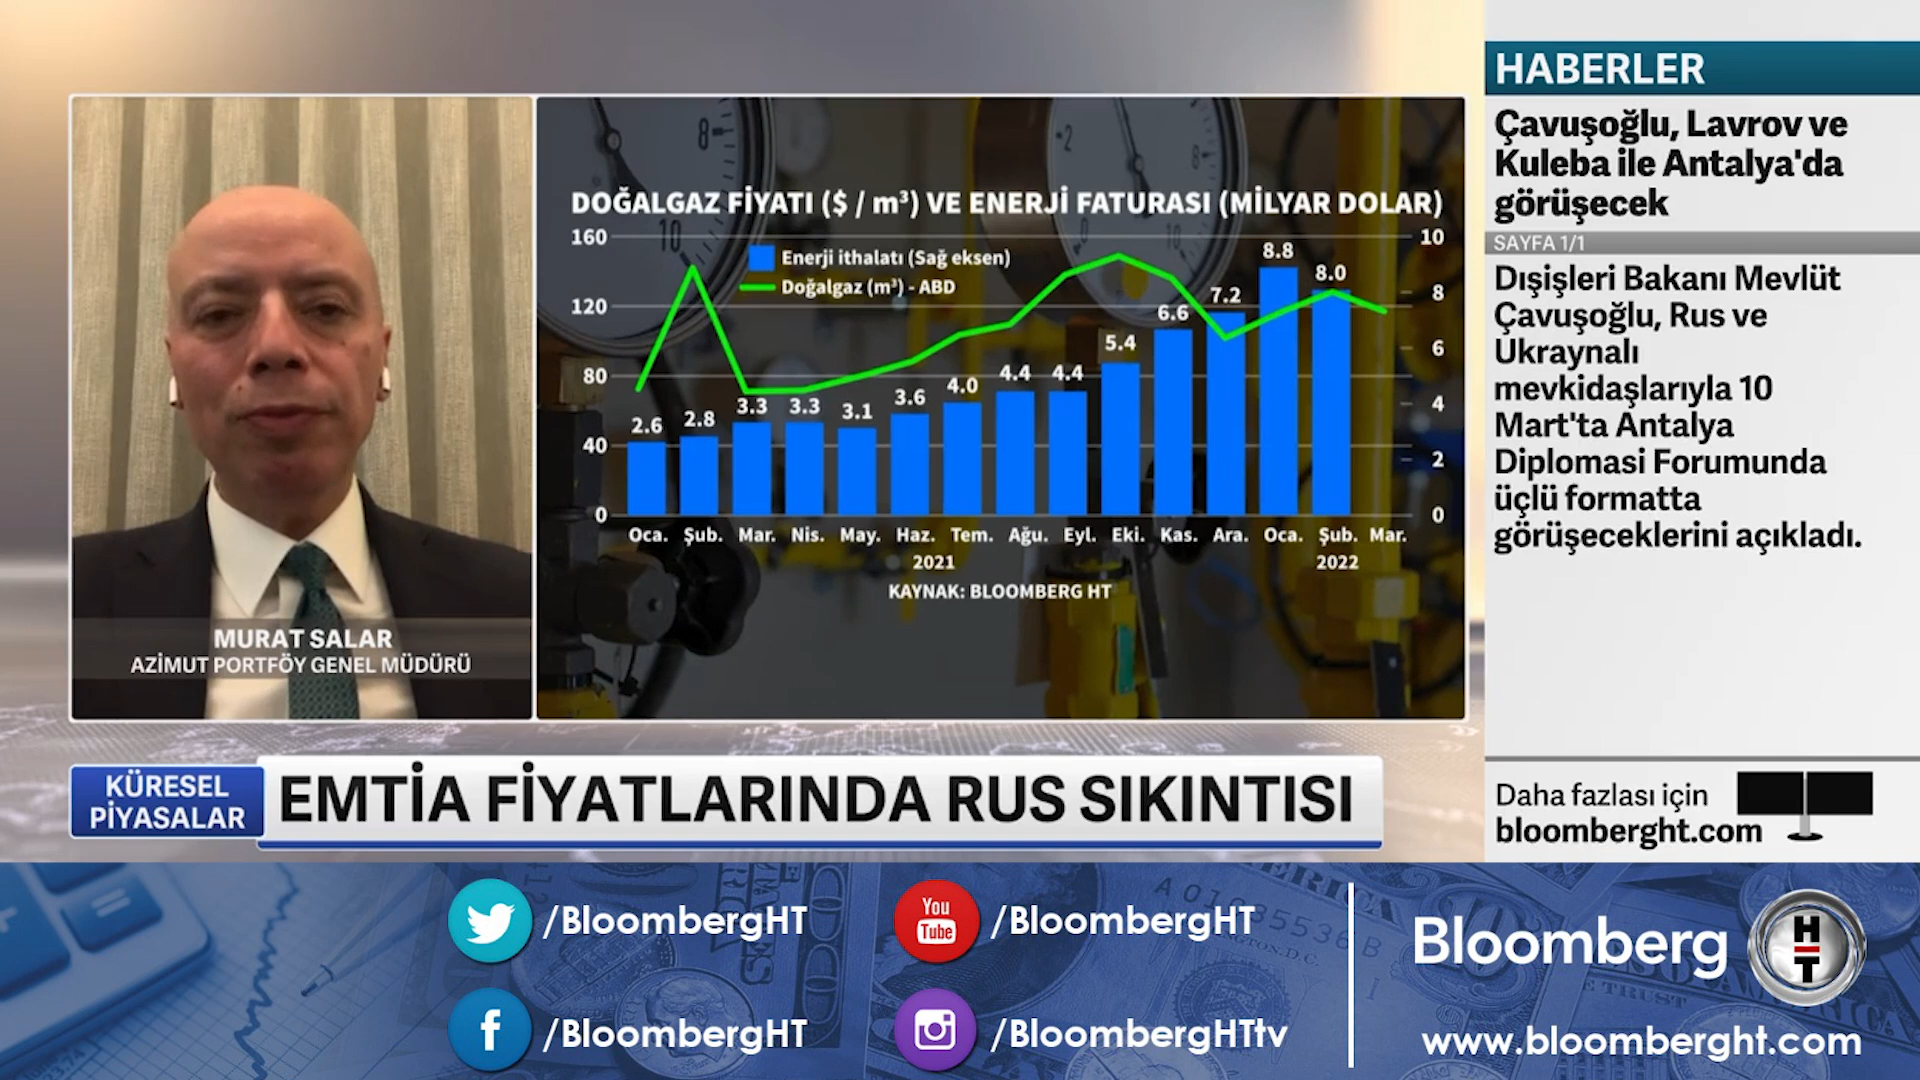 MURAT SALAR
AZİMUT PORTFÖY GENEL MÜDÜRÜ
DOĞALGAZ FİYATI ($ / m³) VE ENERJİ FATURASI (MİLYAR DOLAR)
Enerji ithalatı (Sağ eksen)
Doğalgaz (m³) - ABD
160
120
80
40
0
10
8
6
4
2
0
2.6 2.8 3.3 3.3 3.1 3.6 4.0 4.4 4.4 5.4 6.6 7.2 8.8 8.0
Oca. Şub. Mar. Nis. May. Haz. Tem. Ağu. Eyl. Eki. Kas. Ara. Oca. Şub. Mar.
2021 2022
KAYNAK: BLOOMBERG HT
KÜRESEL
PİYASALAR
EMTİA FİYATLARINDA RUS SIKINTISI
HABERLER
Çavuşoğlu, Lavrov ve
Kuleba ile Antalya'da
görüşecek
SAYFA 1/1
Dışişleri Bakanı Mevlüt
Çavuşoğlu, Rus ve
Ukraynalı
mevkidaşlarıyla 10
Mart'ta Antalya
Diplomasi Forumunda
üçlü formatta
görüşeceklerini açıkladı.
Daha fazlası için
bloomberght.com
/BloombergHT
You
Tube
/BloombergHT
f
/BloombergHT
/BloombergHTtv
Bloomberg
HT
www.bloomberght.com